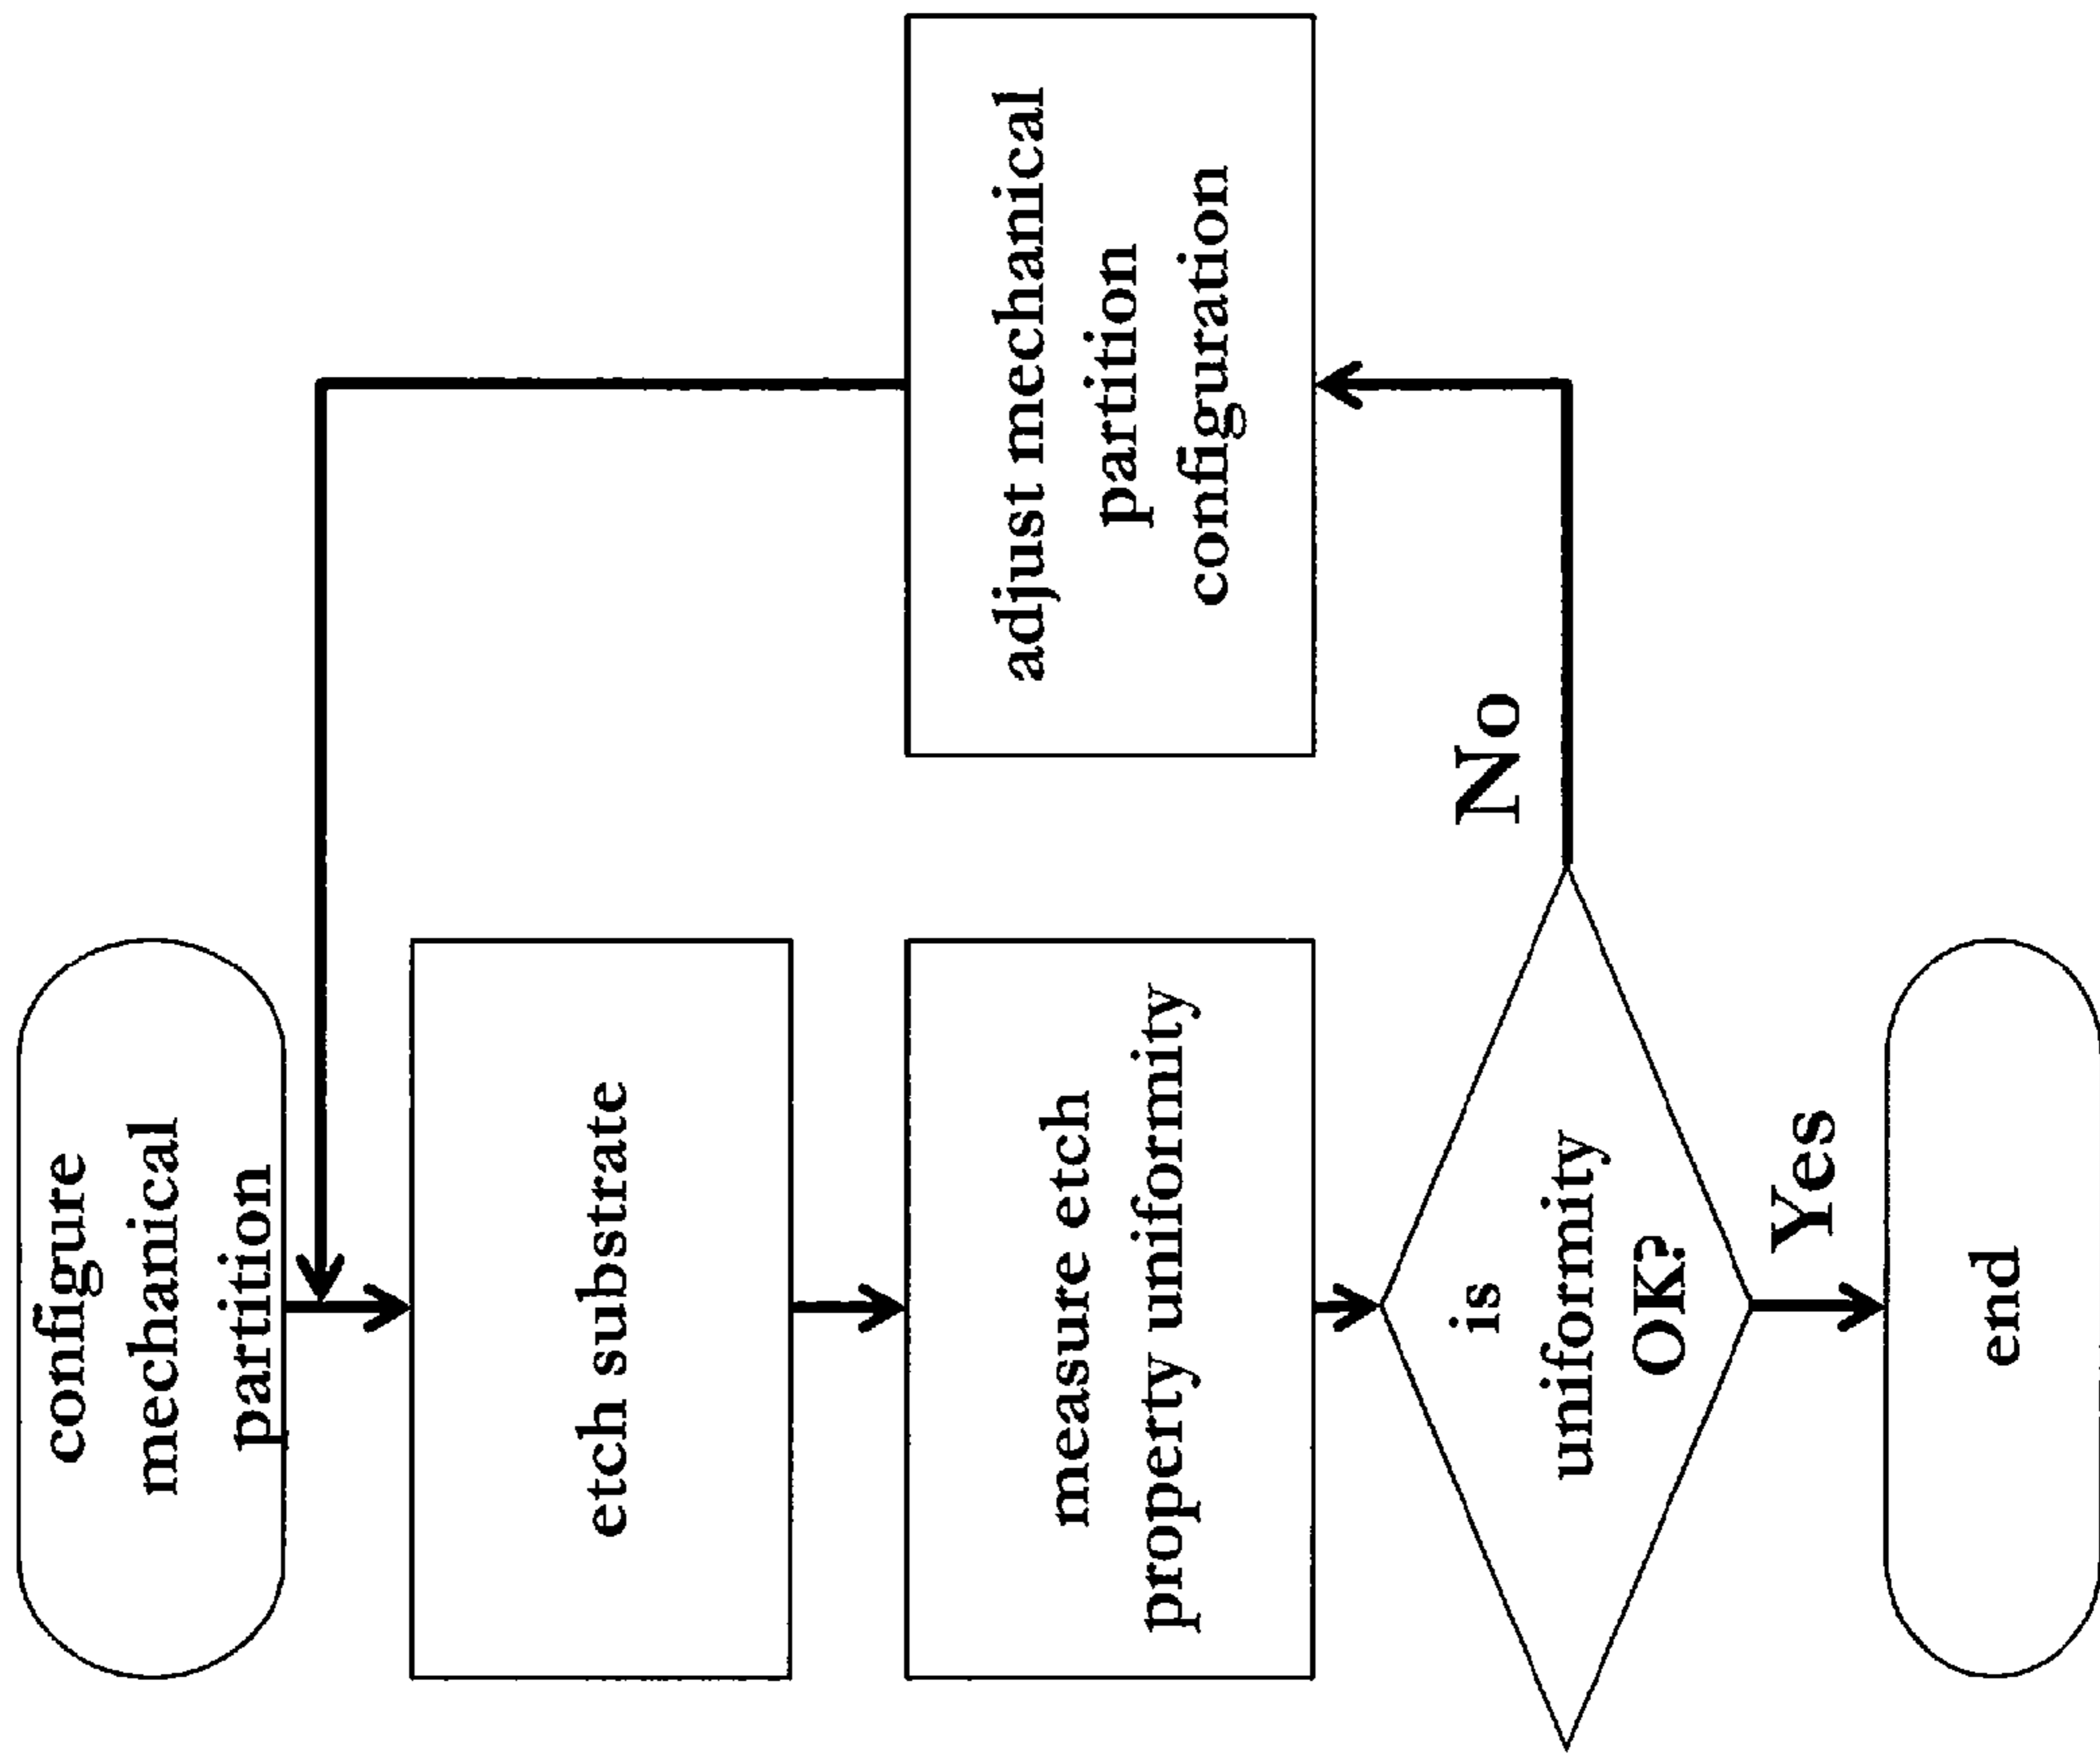 configure
mechanical
partition
etch substrate
measure etch
property uniformity
is
uniformity
OK?
Yes
end
No
adjust mechanical
partition
configuration